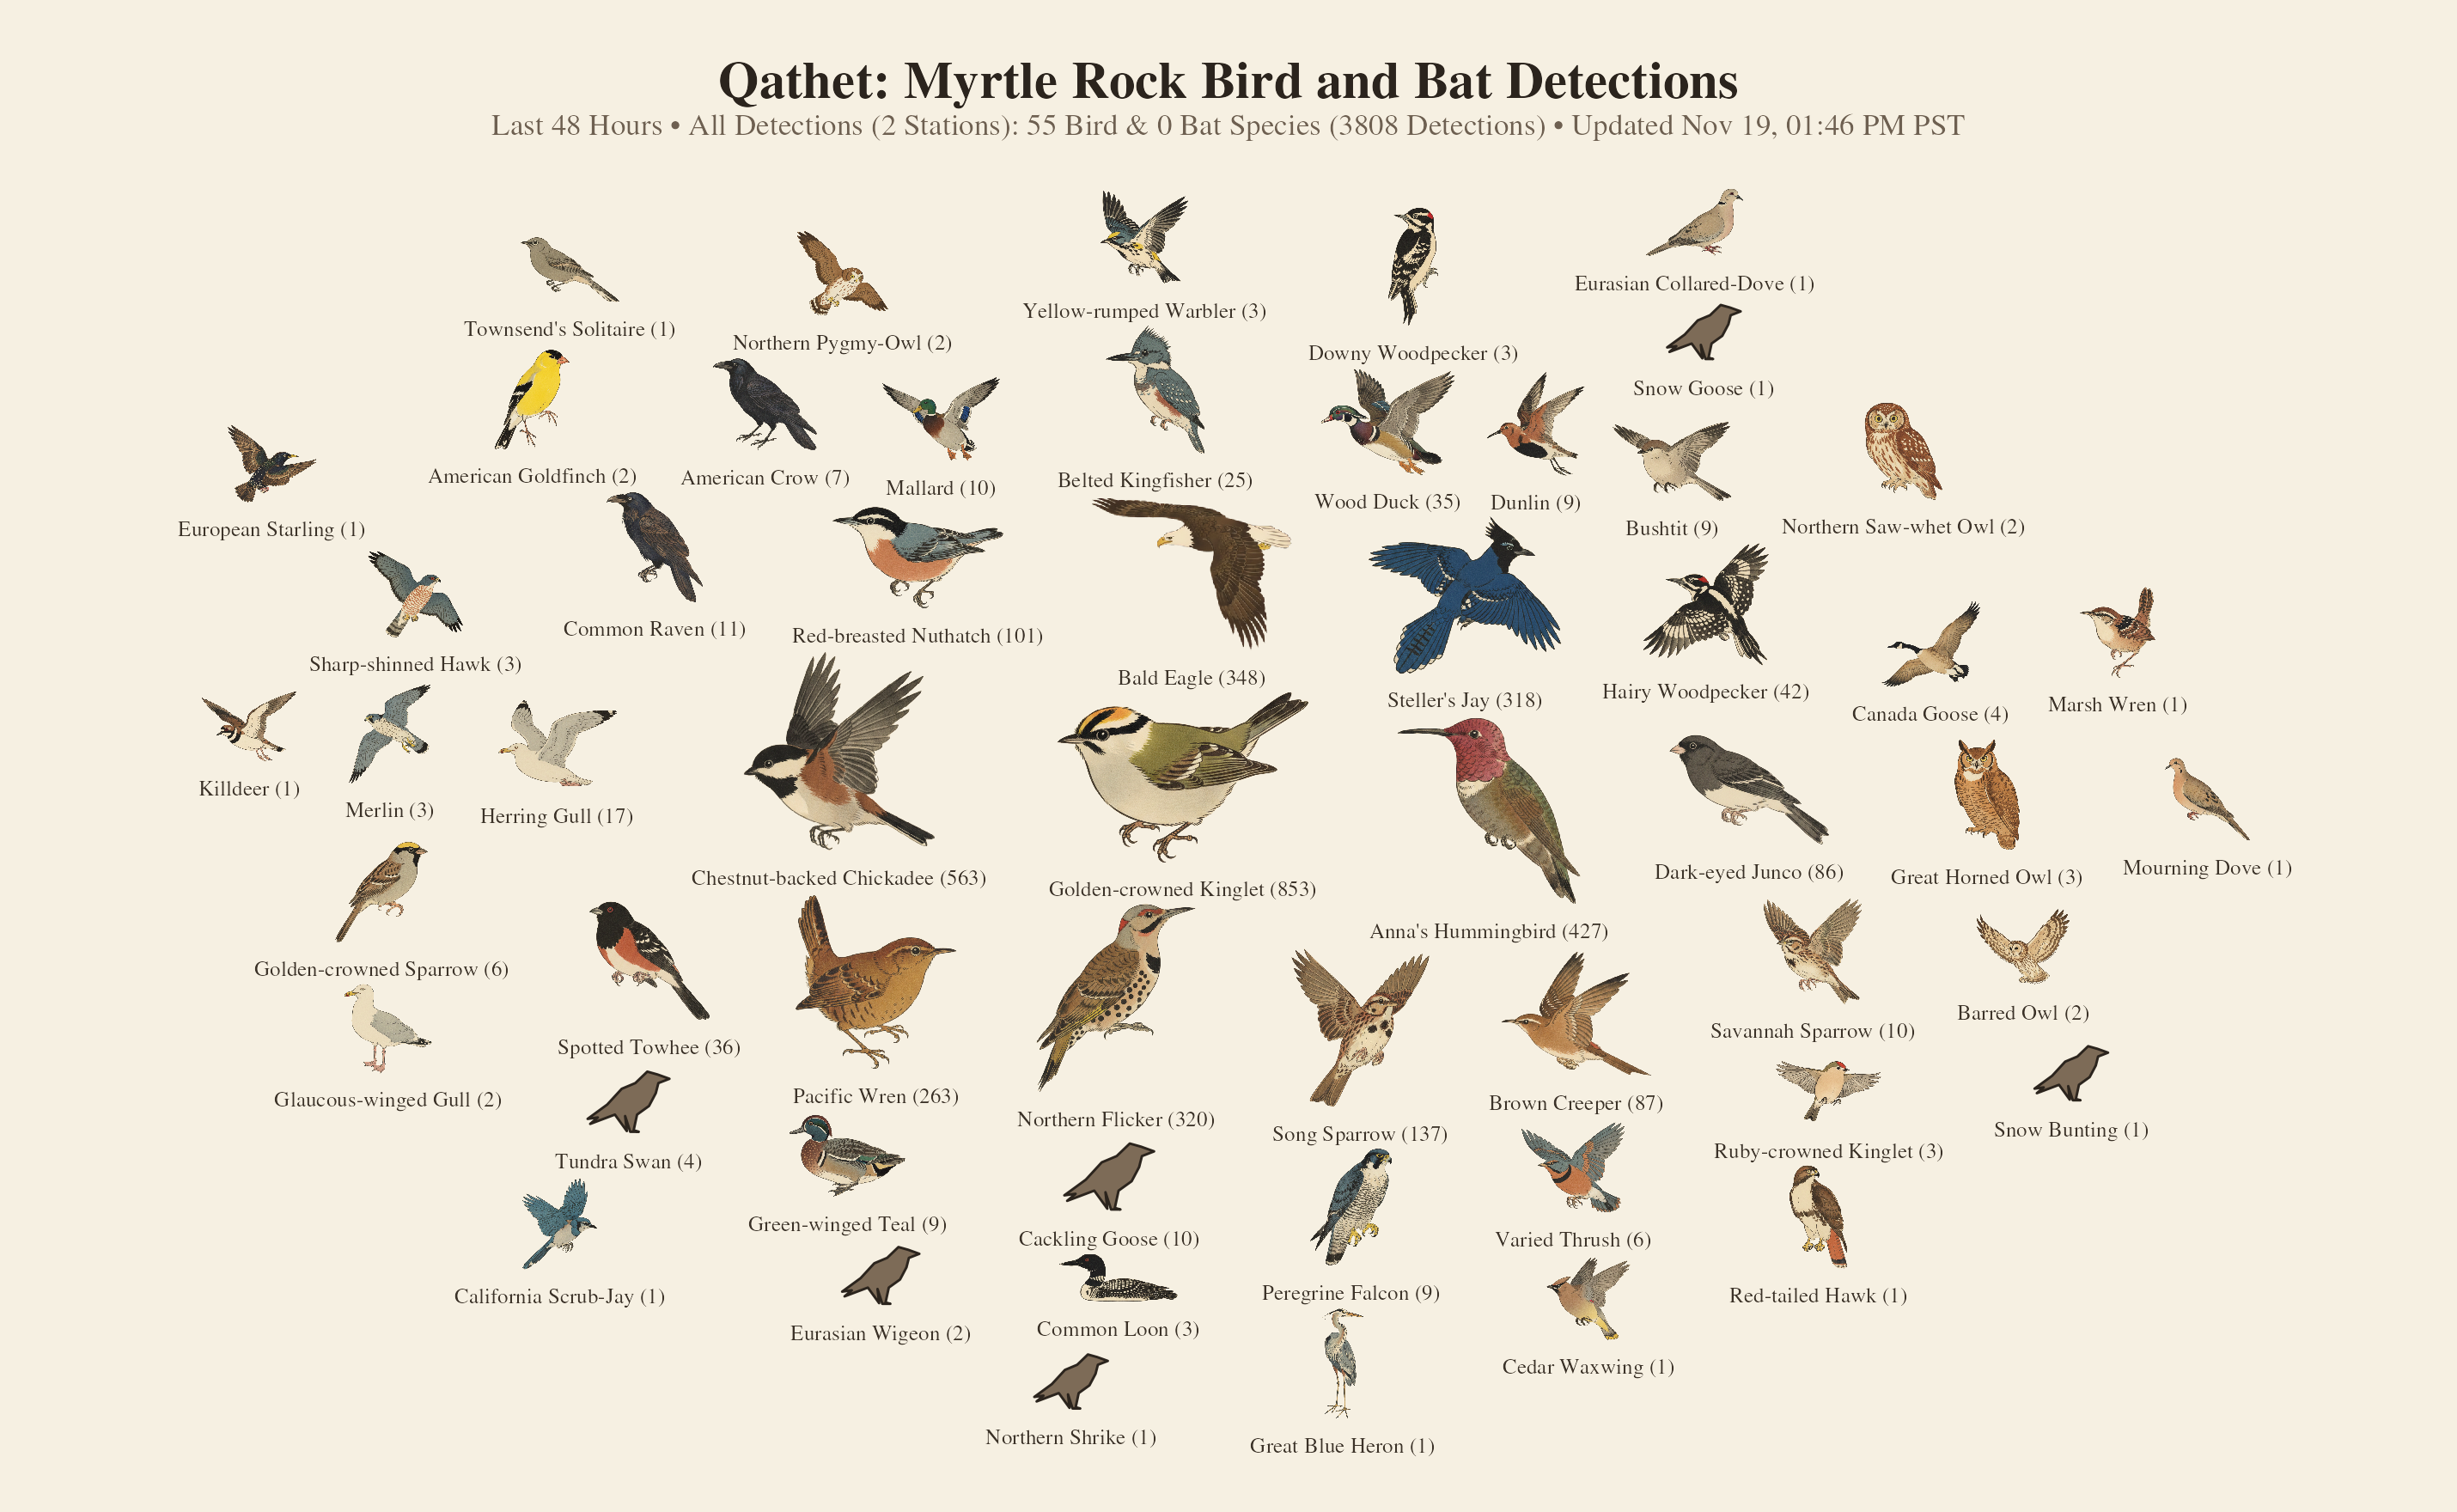 Qathet: Myrtle Rock Bird and Bat Detections
Last 48 Hours • All Detections (2 Stations): 55 Bird & 0 Bat Species (3808 Detections) • Updated Nov 19, 01:46 PM PST
Eurasian Collared-Dove (1)
Yellow-rumped Warbler (3)
Townsend's Solitaire (1)
Northern Pygmy-Owl (2)
Downy Woodpecker (3)
Snow Goose (1)
American Goldfinch (2)
American Crow (7)
Belted Kingfisher (25)
Mallard (10)
Wood Duck (35)
Dunlin (9)
Northern Saw-whet Owl (2)
Bushtit (9)
European Starling (1)
Common Raven (11)
Red-breasted Nuthatch (101)
Sharp-shinned Hawk (3)
Bald Eagle (348)
Hairy Woodpecker (42)
Steller's Jay (318)
Marsh Wren (1)
Canada Goose (4)
Killdeer (1)
Merlin (3)
Herring Gull (17)
Mourning Dove (1)
Dark-eyed Junco (86)
Great Horned Owl (3)
Chestnut-backed Chickadee (563)
Golden-crowned Kinglet (853)
Anna's Hummingbird (427)
Golden-crowned Sparrow (6)
Barred Owl (2)
Savannah Sparrow (10)
Spotted Towhee (36)
Pacific Wren (263)
Glaucous-winged Gull (2)
Brown Creeper (87)
Northern Flicker (320)
Snow Bunting (1)
Song Sparrow (137)
Ruby-crowned Kinglet (3)
Tundra Swan (4)
Green-winged Teal (9)
Cackling Goose (10)
Varied Thrush (6)
Peregrine Falcon (9)
Red-tailed Hawk (1)
California Scrub-Jay (1)
Common Loon (3)
Eurasian Wigeon (2)
Cedar Waxwing (1)
Northern Shrike (1)
Great Blue Heron (1)